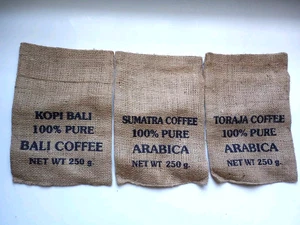 KOPI BALI
100% PURE
BALI COFFEE
NET WT 250 g.
SUMATRA COFFEE
100% PURE
ARABICA
NET WT 250 g.
TORAJA COFFEE
100% PURE
ARABICA
NET WT 250 g.